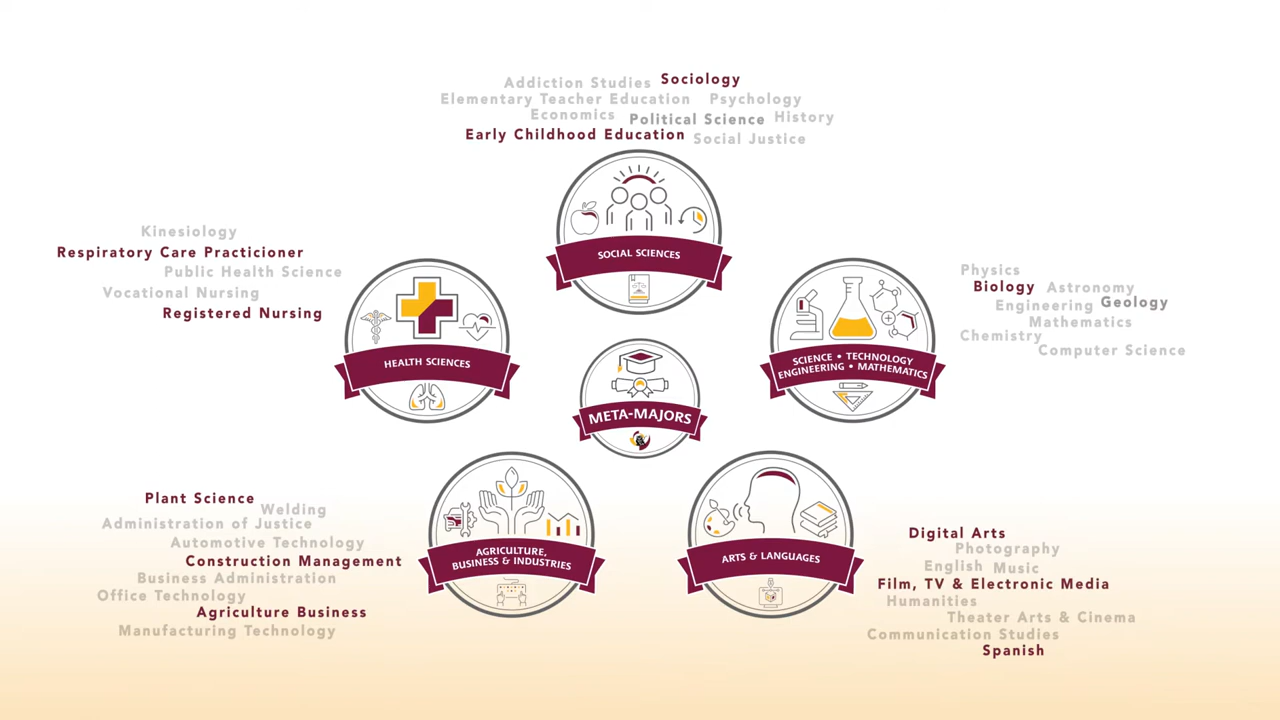 Addiction Studies Sociology
Elementary Teacher Education Psychology
Economics Political Science History
Early Childhood Education Social Justice
SOCIAL SCIENCES
Kinesiology
Respiratory Care Practicioner
Public Health Science
Vocational Nursing
Registered Nursing
HEALTH SCIENCES
Physics
Biology Astronomy
Engineering Geology
Mathematics
Chemistry
Computer Science
SCIENCE • TECHNOLOGY
ENGINEERING • MATHEMATICS
META-MAJORS
Plant Science
Welding
Administration of Justice
Automotive Technology
Construction Management
Business Administration
Office Technology
Agriculture Business
Manufacturing Technology
AGRICULTURE,
BUSINESS & INDUSTRIES
ARTS & LANGUAGES
Digital Arts
Photography
English Music
Film, TV & Electronic Media
Humanities
Theater Arts & Cinema
Communication Studies
Spanish